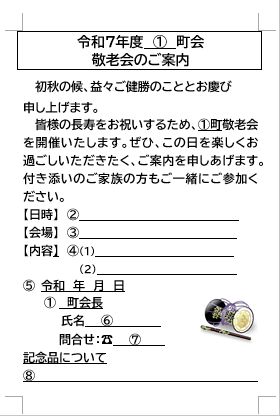 令和7年度 ① 町会
敬老会のご案内
初秋の候、益々ご健勝のこととお慶び
申し上げます。
皆様の長寿をお祝いするため、①町敬老会
を開催いたします。ぜひ、この日を楽しくお
過ごしいただきたく、ご案内を申しあげます。
付き添いのご家族の方もご一緒にご参加く
ださい。
【日時】 ②
【会場】 ③
【内容】 ④(1)
(2)
⑤ 令和 年 月 日
① 町会長
氏名 ⑥
問合せ：☎ ⑦
記念品について
⑧